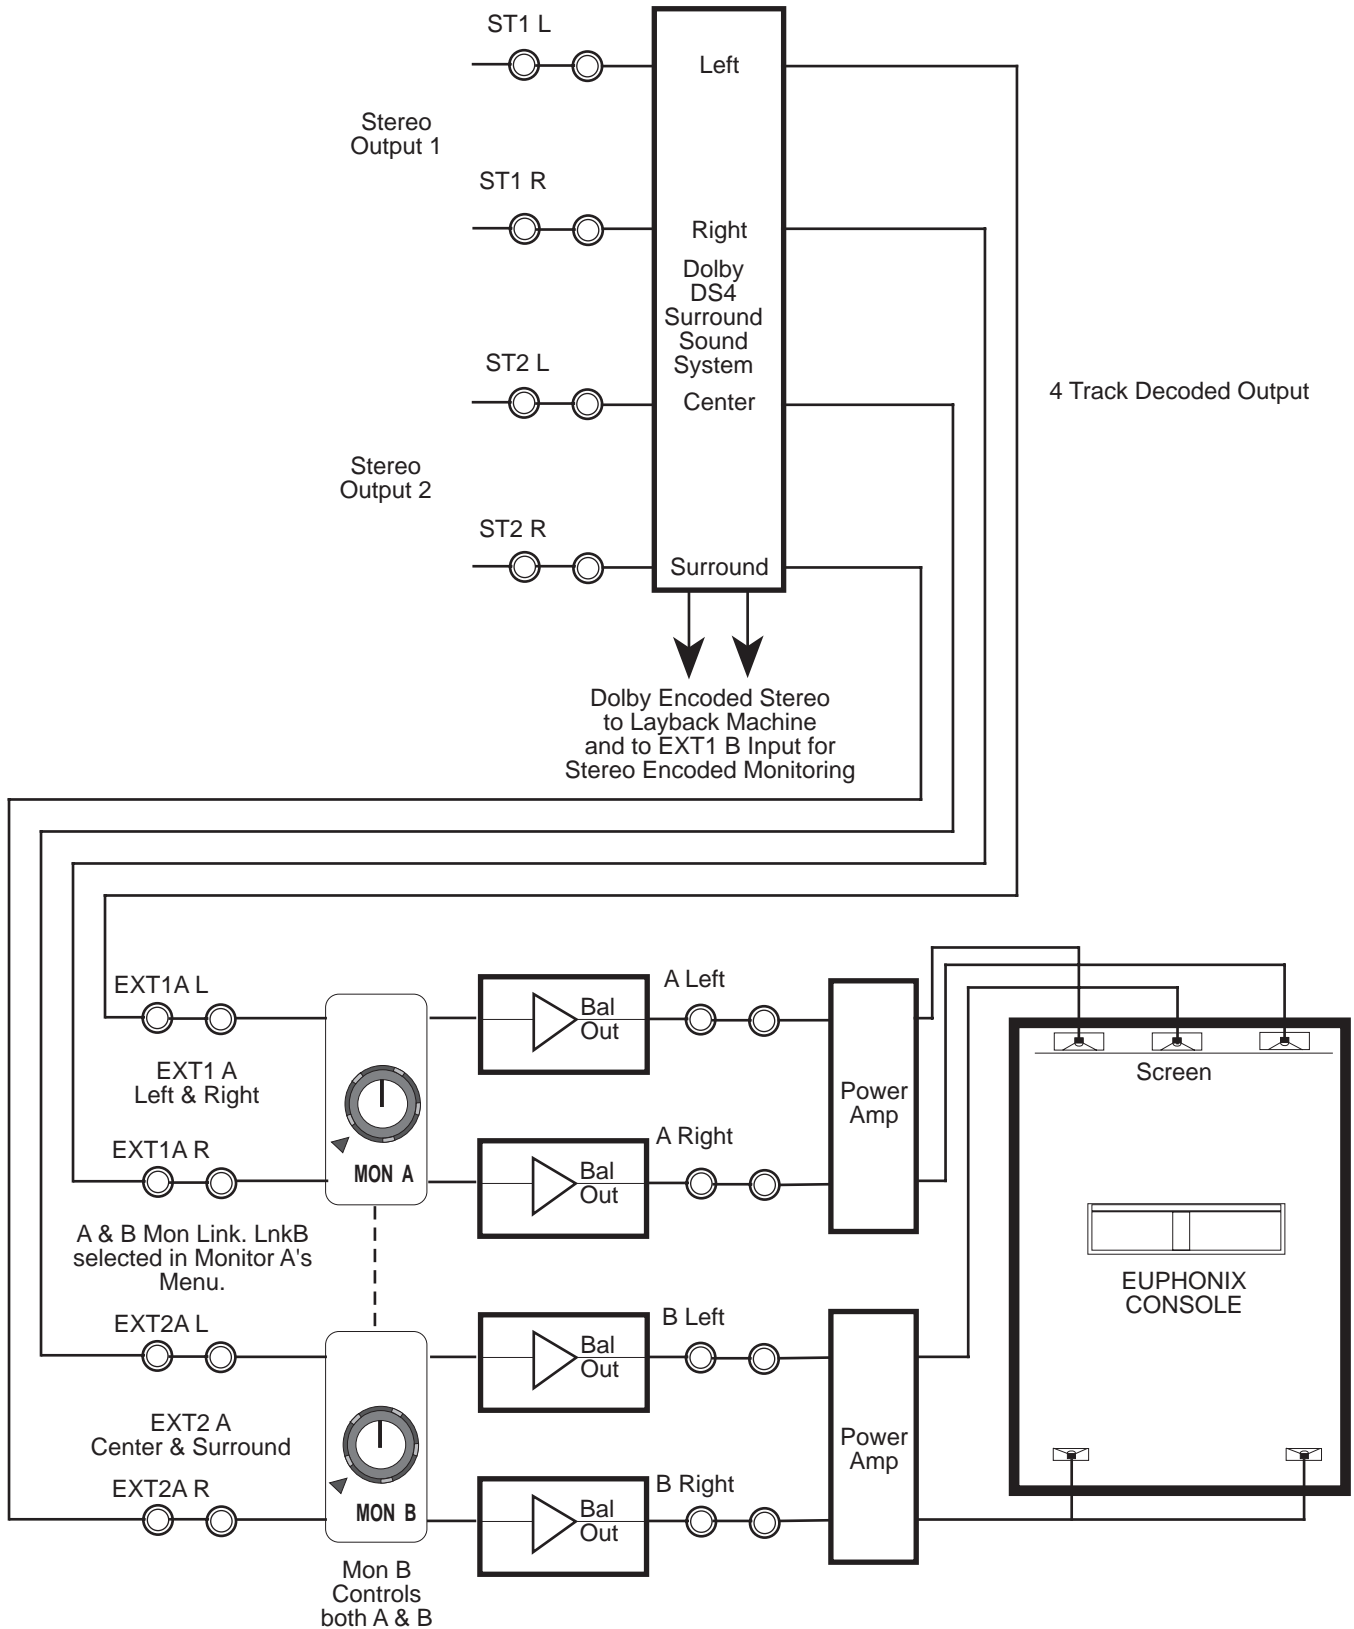 ST1 L
Left
Stereo
Output 1
ST1 R
Right
Dolby
DS4
Surround
Sound
System
ST2 L
Center
4 Track Decoded Output
Stereo
Output 2
ST2 R
Surround
Dolby Encoded Stereo
to Layback Machine
and to EXT1 B Input for
Stereo Encoded Monitoring
EXT1A L
EXT1 A
Left & Right
EXT1A R
MON A
Bal
Out
A Left
Bal
Out
A Right
Power
Amp
Screen
EUPHONIX
CONSOLE
A & B Mon Link. LnkB
selected in Monitor A's
Menu.
EXT2A L
EXT2 A
Center & Surround
EXT2A R
MON B
Bal
Out
B Left
Bal
Out
B Right
Power
Amp
Mon B
Controls
both A & B